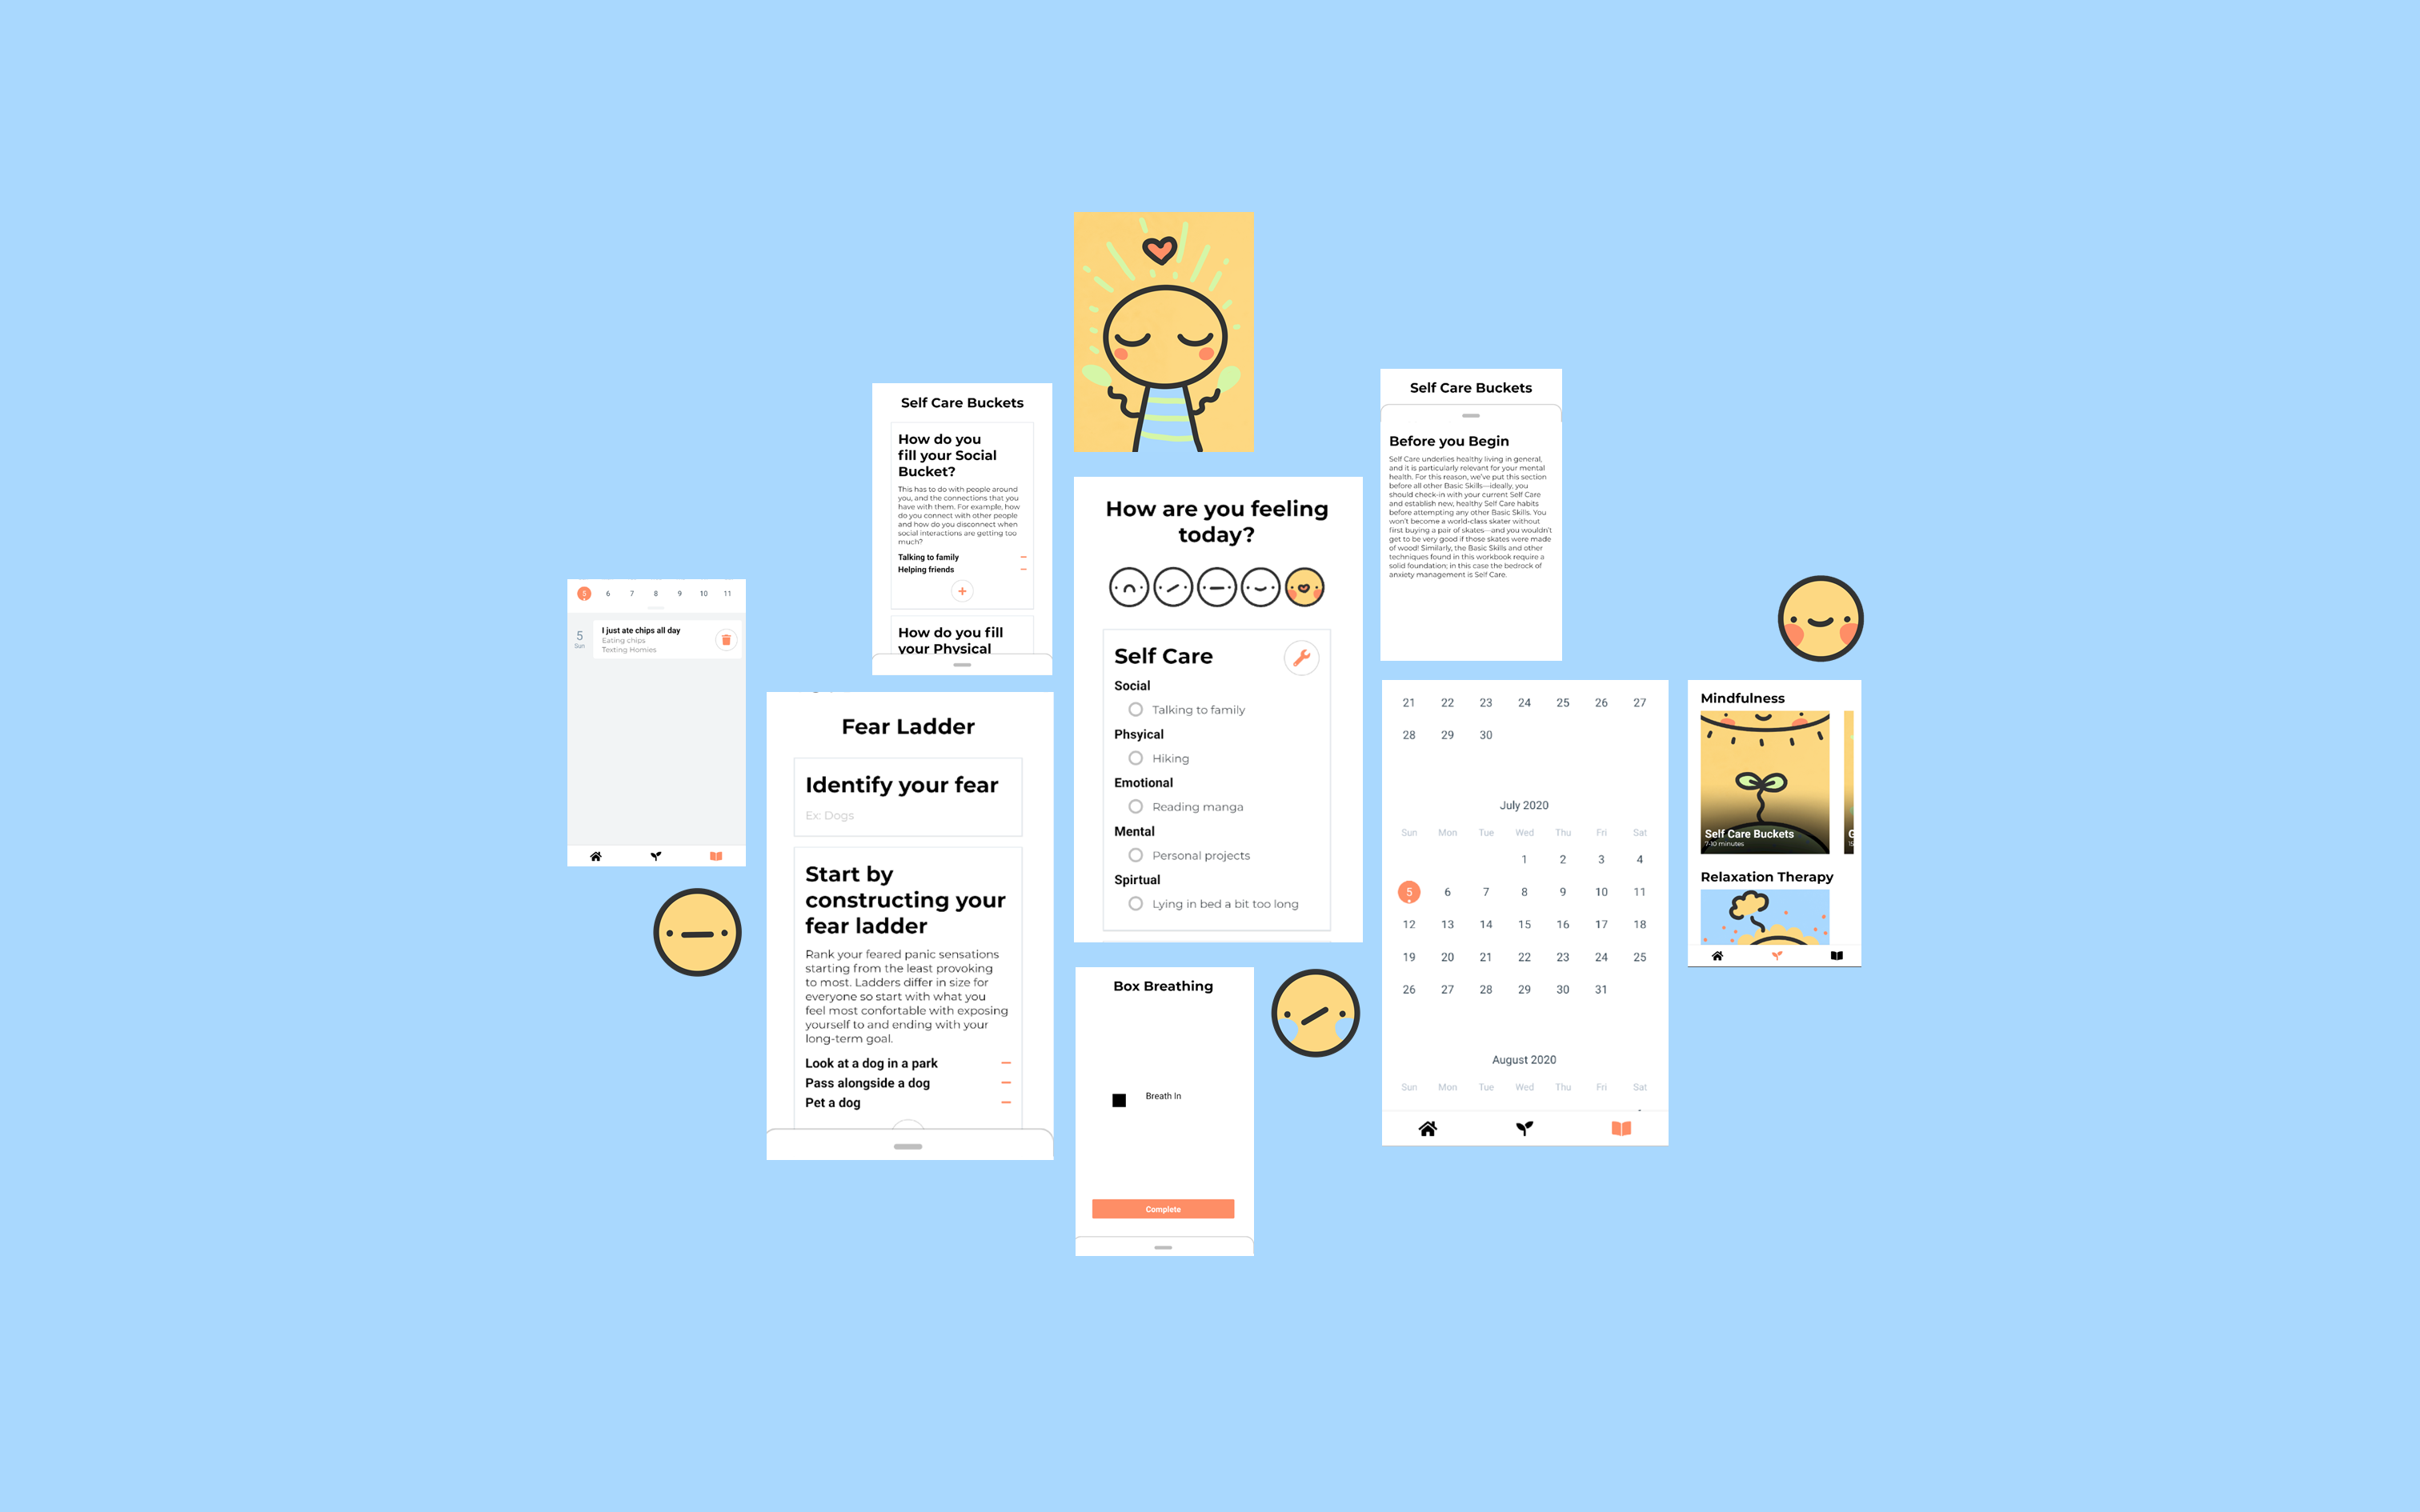 Self Care Buckets
How do you
fill your Social
Bucket?
This has to do with people around
you, and the connections that you
have with them. For example, how
do you connect with other people
and how do you disconnect when
social interactions are getting too
much?
Talking to family
Helping friends
How do you fill
your Physical
Self Care Buckets
Before you Begin
Self Care underlies healthy living in general,
and it is particularly relevant for your mental
health. For this reason, we've put this section
before all other Basic Skills—ideally, you
should check-in with your current Self Care
and establish new, healthy Self Care habits
before attempting any other Basic Skills. You
won't become a world-class skater without
first buying a pair of skates—and you wouldn't
get to be very good if those skates were made
of wood! Similarly, the Basic Skills and other
techniques found in this workbook require a
solid foundation; in this case the bedrock of
anxiety management is Self Care.
5 6 7 8 9 10 11
5
Sun
I just ate chips all day
Eating chips
Texting Homies
Fear Ladder
Identify your fear
Ex: Dogs
Start by
constructing your
fear ladder
Rank your feared panic sensations
starting from the least provoking
to most. Ladders differ in size for
everyone so start with what you
feel most confortable with exposing
yourself to and ending with your
long-term goal.
Look at a dog in a park
Pass alongside a dog
Pet a dog
How are you feeling
today?
Self Care
Social
Talking to family
Phsyical
Hiking
Emotional
Reading manga
Mental
Personal projects
Spirtual
Lying in bed a bit too long
Box Breathing
Breath In
Complete
21 22 23 24 25 26 27
28 29 30
July 2020
Sun Mon Tue Wed Thu Fri Sat
1 2 3 4
5 6 7 8 9 10 11
12 13 14 15 16 17 18
19 20 21 22 23 24 25
26 27 28 29 30 31
August 2020
Sun Mon Tue Wed Thu Fri Sat
Mindfulness
Self Care Buckets
7-10 minutes
Relaxation Therapy